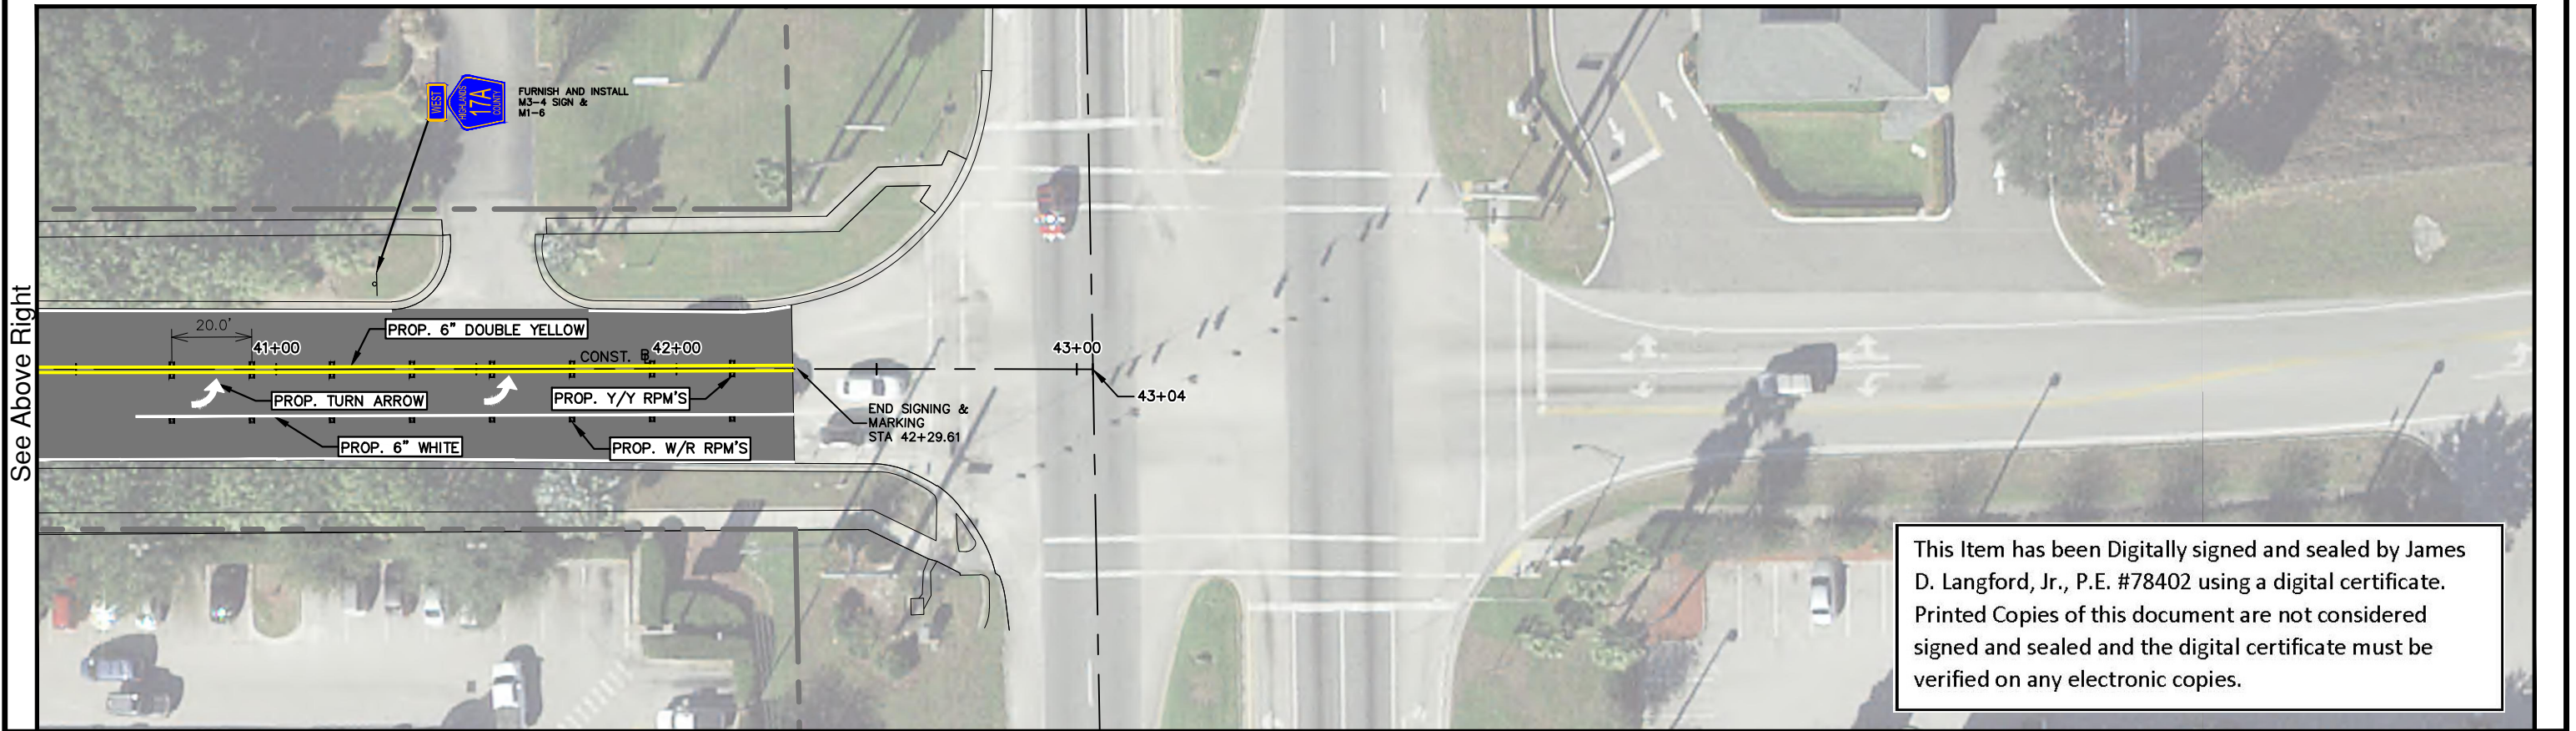 See Above Right
WEST
HIGHLANDS
17A
COUNTY
FURNISH AND INSTALL
M3-4 SIGN &
M1-6
20.0'
41+00
PROP. 6" DOUBLE YELLOW
CONST. ℄
42+00
43+00
43+04
PROP. TURN ARROW
PROP. Y/Y RPM'S
END SIGNING &
MARKING
STA 42+29.61
PROP. 6" WHITE
PROP. W/R RPM'S
This Item has been Digitally signed and sealed by James
D. Langford, Jr., P.E. #78402 using a digital certificate.
Printed Copies of this document are not considered
signed and sealed and the digital certificate must be
verified on any electronic copies.